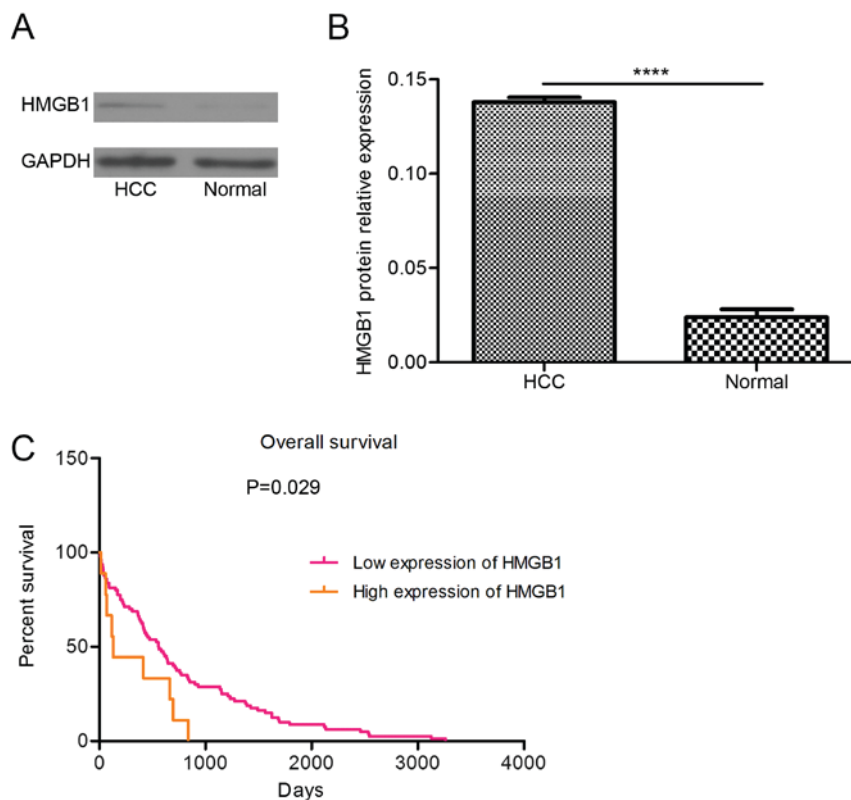 A
HMGB1
GAPDH
HCC Normal
B
HMGB1 protein relative expression
0.15
0.10
0.05
0.00
****
HCC Normal
C
Overall survival
P=0.029
Percent survival
150
100
50
0
Low expression of HMGB1
High expression of HMGB1
0 1000 2000 3000 4000
Days